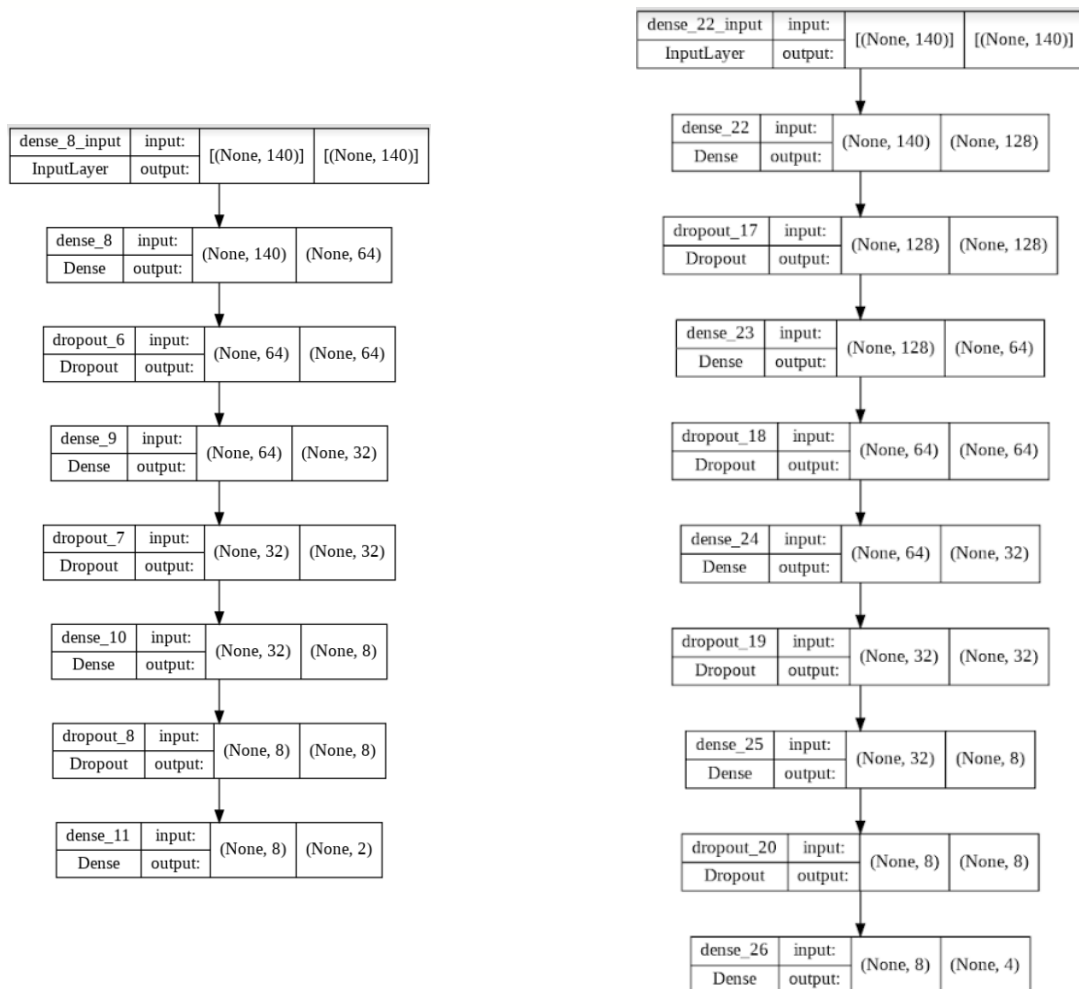 dense_8_input input: [(None, 140)] [(None, 140)]
InputLayer output:
dense_8 input: (None, 140) (None, 64)
Dense output:
dropout_6 input: (None, 64) (None, 64)
Dropout output:
dense_9 input: (None, 64) (None, 32)
Dense output:
dropout_7 input: (None, 32) (None, 32)
Dropout output:
dense_10 input: (None, 32) (None, 8)
Dense output:
dropout_8 input: (None, 8) (None, 8)
Dropout output:
dense_11 input: (None, 8) (None, 2)
Dense output:
dense_22_input input: [(None, 140)] [(None, 140)]
InputLayer output:
dense_22 input: (None, 140) (None, 128)
Dense output:
dropout_17 input: (None, 128) (None, 128)
Dropout output:
dense_23 input: (None, 128) (None, 64)
Dense output:
dropout_18 input: (None, 64) (None, 64)
Dropout output:
dense_24 input: (None, 64) (None, 32)
Dense output:
dropout_19 input: (None, 32) (None, 32)
Dropout output:
dense_25 input: (None, 32) (None, 8)
Dense output:
dropout_20 input: (None, 8) (None, 8)
Dropout output:
dense_26 input: (None, 8) (None, 4)
Dense output: